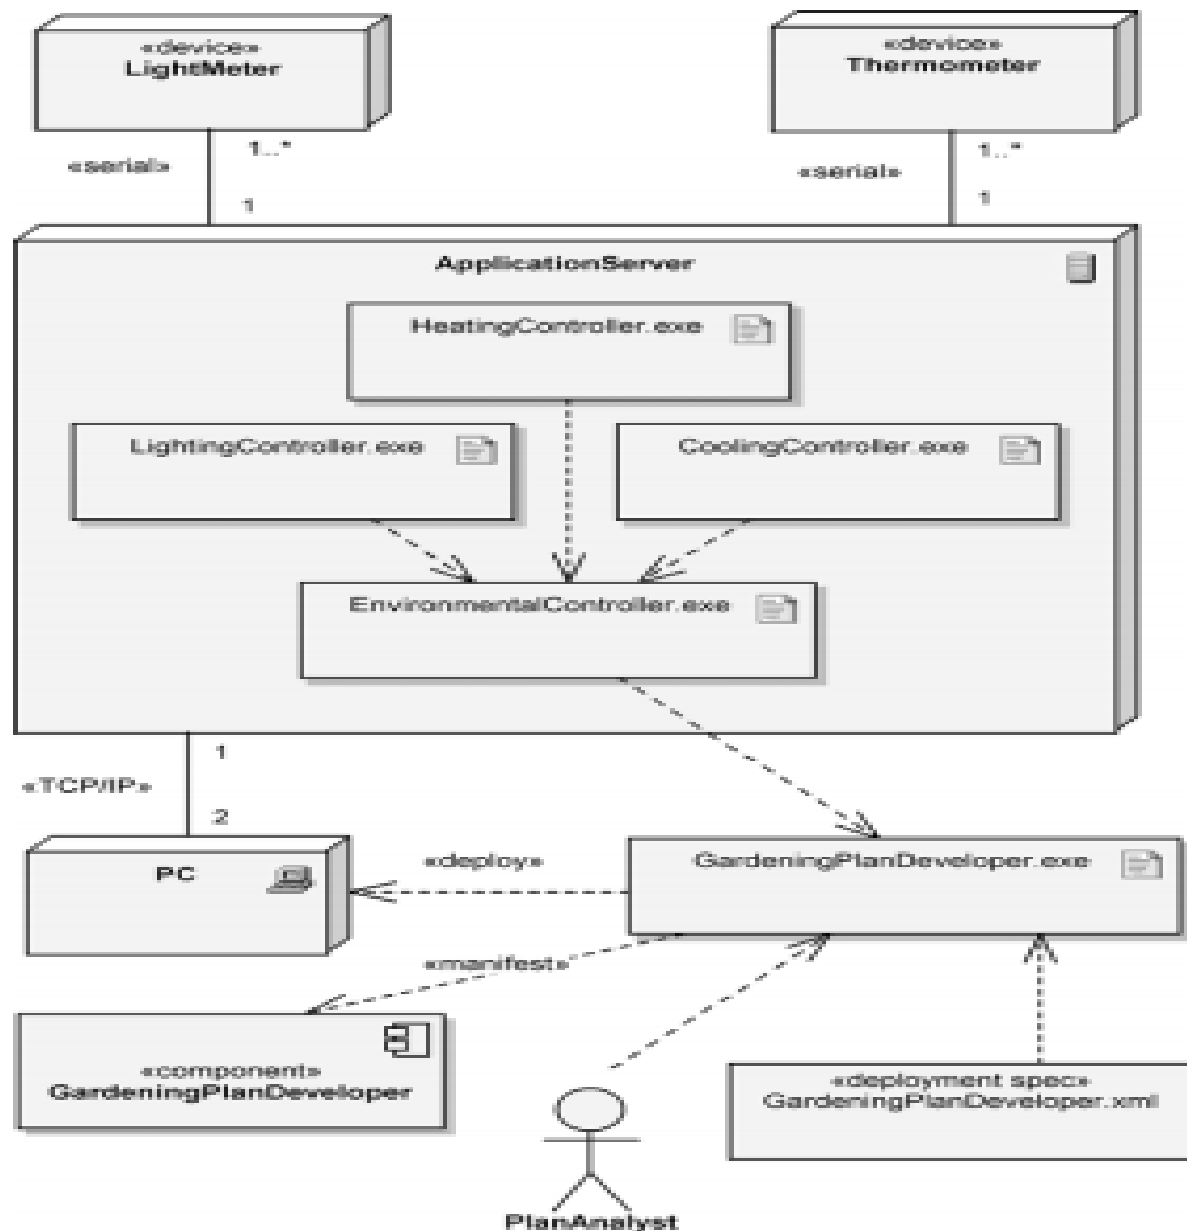 «device»
LightMeter
«device»
Thermometer
1..*
«serial»
1
1..*
«serial»
1
ApplicationServer
HeatingController.exe
LightingController.exe
CoolingController.exe
EnvironmentalController.exe
1
«TCP/IP»
2
PC
«deploy»
GardeningPlanDeveloper.exe
«manifest»
«component»
GardeningPlanDeveloper
«deployment spec»
GardeningPlanDeveloper.xml
PlanAnalyst